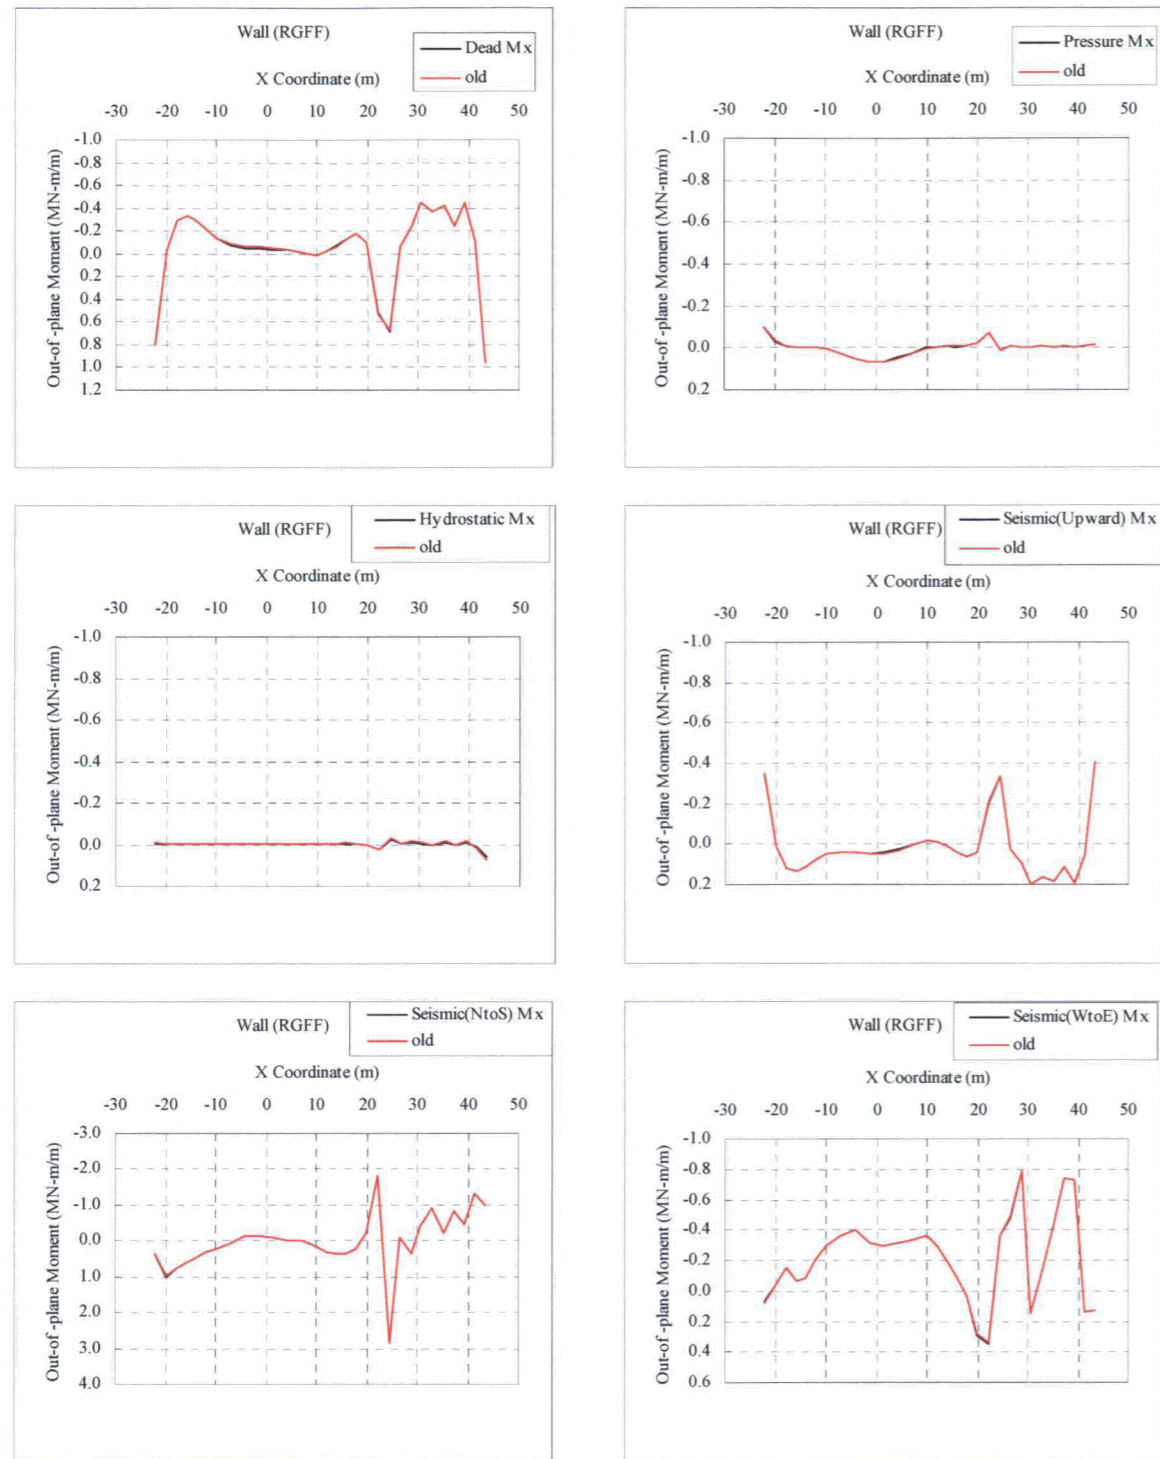 Wall (RGFF)
Dead Mx
old
X Coordinate (m)
-30 -20 -10 0 10 20 30 40 50
Out-of -plane Moment (MN-m/m)
-1.0
-0.8
-0.6
-0.4
-0.2
0.0
0.2
0.4
0.6
0.8
1.0
1.2
Wall (RGFF)
Pressure Mx
old
X Coordinate (m)
-30 -20 -10 0 10 20 30 40 50
Out-of -plane Moment (MN-m/m)
-1.0
-0.8
-0.6
-0.4
-0.2
0.0
0.2
Wall (RGFF)
Hydrostatic Mx
old
X Coordinate (m)
-30 -20 -10 0 10 20 30 40 50
Out-of -plane Moment (MN-m/m)
-1.0
-0.8
-0.6
-0.4
-0.2
0.0
0.2
Wall (RGFF)
Seismic(Upward) Mx
old
X Coordinate (m)
-30 -20 -10 0 10 20 30 40 50
Out-of -plane Moment (MN-m/m)
-1.0
-0.8
-0.6
-0.4
-0.2
0.0
0.2
Wall (RGFF)
Seismic(NtoS) Mx
old
X Coordinate (m)
-30 -20 -10 0 10 20 30 40 50
Out-of -plane Moment (MN-m/m)
-3.0
-2.0
-1.0
0.0
1.0
2.0
3.0
4.0
Wall (RGFF)
Seismic(WtoE) Mx
old
X Coordinate (m)
-30 -20 -10 0 10 20 30 40 50
Out-of -plane Moment (MN-m/m)
-1.0
-0.8
-0.6
-0.4
-0.2
0.0
0.2
0.4
0.6